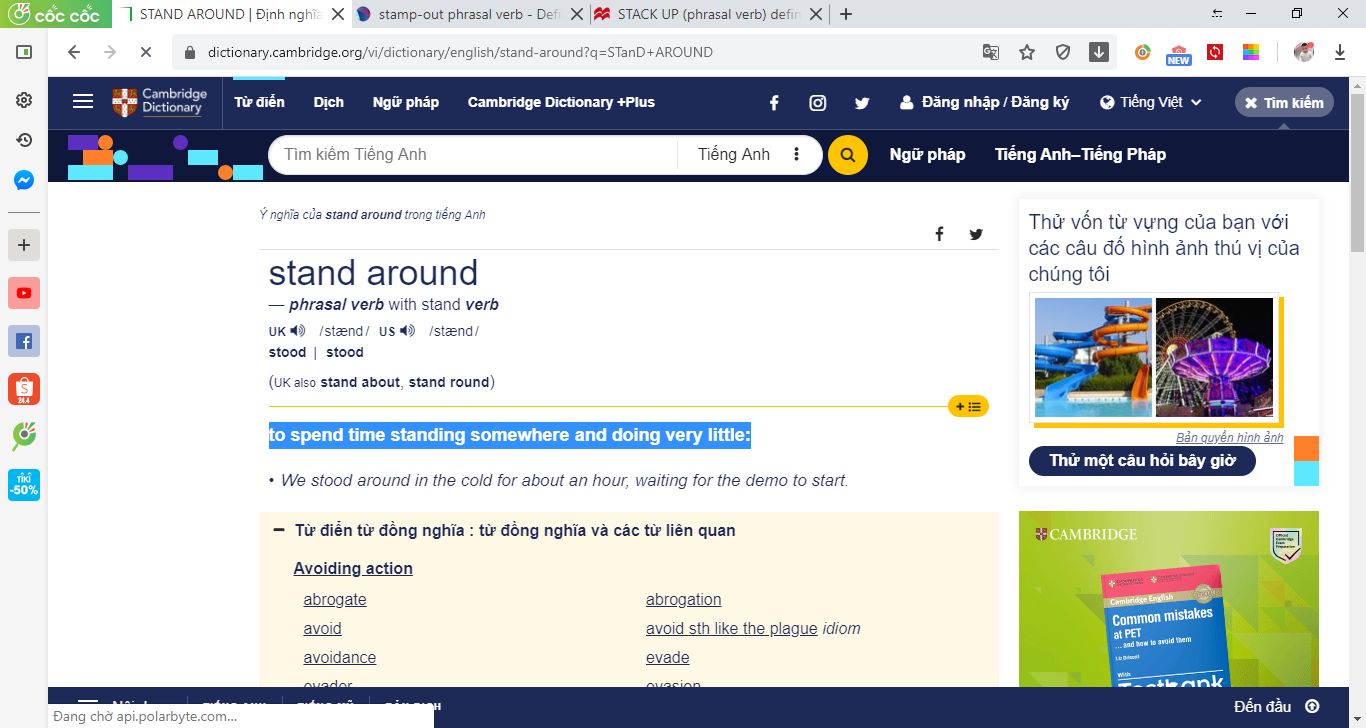 cốc cốc
STAND AROUND | Định nghĩa
stamp-out phrasal verb - Defi
STACK UP (phrasal verb) defin
dictionary.cambridge.org/vi/dictionary/english/stand-around?q=STanD+AROUND
NEW
Cambridge
Dictionary
Từ điển
Dịch
Ngữ pháp
Cambridge Dictionary +Plus
Đăng nhập / Đăng ký
Tiếng Việt
Tìm kiếm
Tìm kiếm Tiếng Anh
Tiếng Anh
Ngữ pháp
Tiếng Anh–Tiếng Pháp
24.4
TIKI
-50%
Ý nghĩa của stand around trong tiếng Anh
stand around
— phrasal verb with stand verb
UK /stænd/ US /stænd/
stood | stood
(UK also stand about, stand round)
to spend time standing somewhere and doing very little:
• We stood around in the cold for about an hour, waiting for the demo to start.
Từ điển từ đồng nghĩa : từ đồng nghĩa và các từ liên quan
Avoiding action
abrogate
abrogation
avoid
avoid sth like the plague idiom
avoidance
evade
evader
evasion
Thử vốn từ vựng của bạn với
các câu đố hình ảnh thú vị của
chúng tôi
Bản quyền hình ảnh
Thử một câu hỏi bây giờ
CAMBRIDGE
Cambridge English
Common mistakes
at PET
... and how to avoid them
Liz Driscoll
With
Testbank
Đến đầu
Đang chờ api.polarbyte.com...